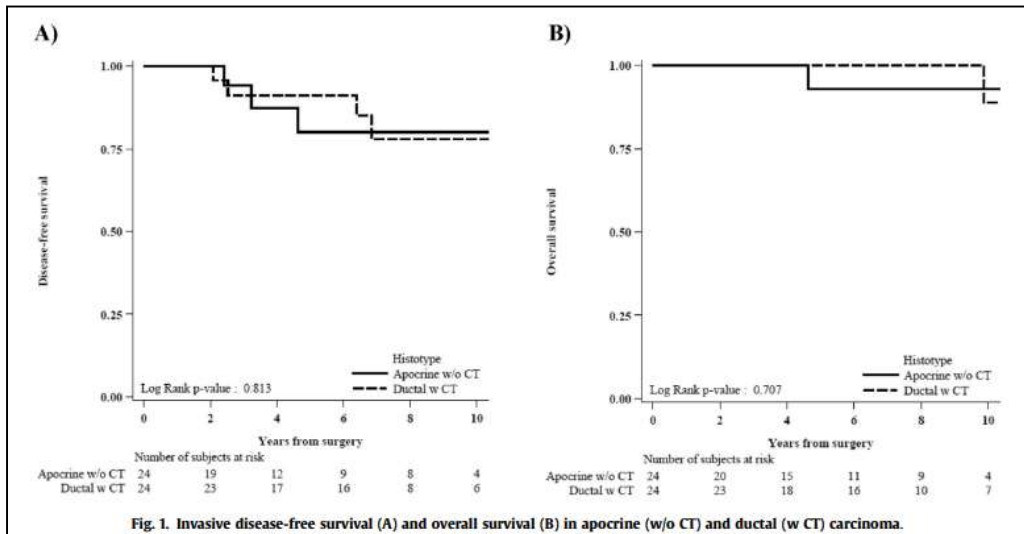 A)
1.00
0.75
0.50
0.25
0.00
Disease-free survival
Histotype
Apocrine w/o CT
Ductal w CT
Log Rank p-value : 0.813
0 2 4 6 8 10
Years from surgery
Number of subjects at risk
Apocrine w/o CT 24 19 12 9 8 4
Ductal w CT 24 23 17 16 8 6
B)
1.00
0.75
0.50
0.25
0.00
Overall survival
Histotype
Apocrine w/o CT
Ductal w CT
Log Rank p-value : 0.707
0 2 4 6 8 10
Years from surgery
Number of subjects at risk
Apocrine w/o CT 24 20 15 11 9 4
Ductal w CT 24 23 18 16 10 7
Fig. 1. Invasive disease-free survival (A) and overall survival (B) in apocrine (w/o CT) and ductal (w CT) carcinoma.